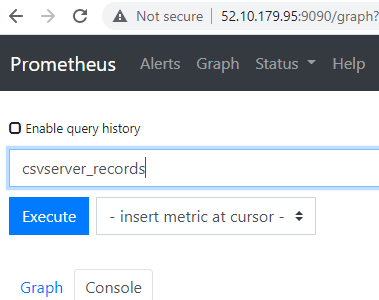 Not secure | 52.10.179.95:9090/graph?
Prometheus Alerts Graph Status Help
Enable query history
csvserver_records
Execute - insert metric at cursor -
Graph Console